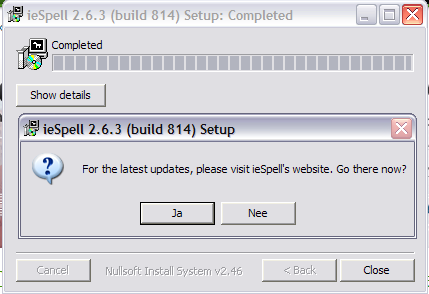 ieSpell 2.6.3 (build 814) Setup: Completed
Completed
Show details
ieSpell 2.6.3 (build 814) Setup
For the latest updates, please visit ieSpell's website. Go there now?
Ja Nee
Cancel Nullsoft Install System v2.46 < Back Close